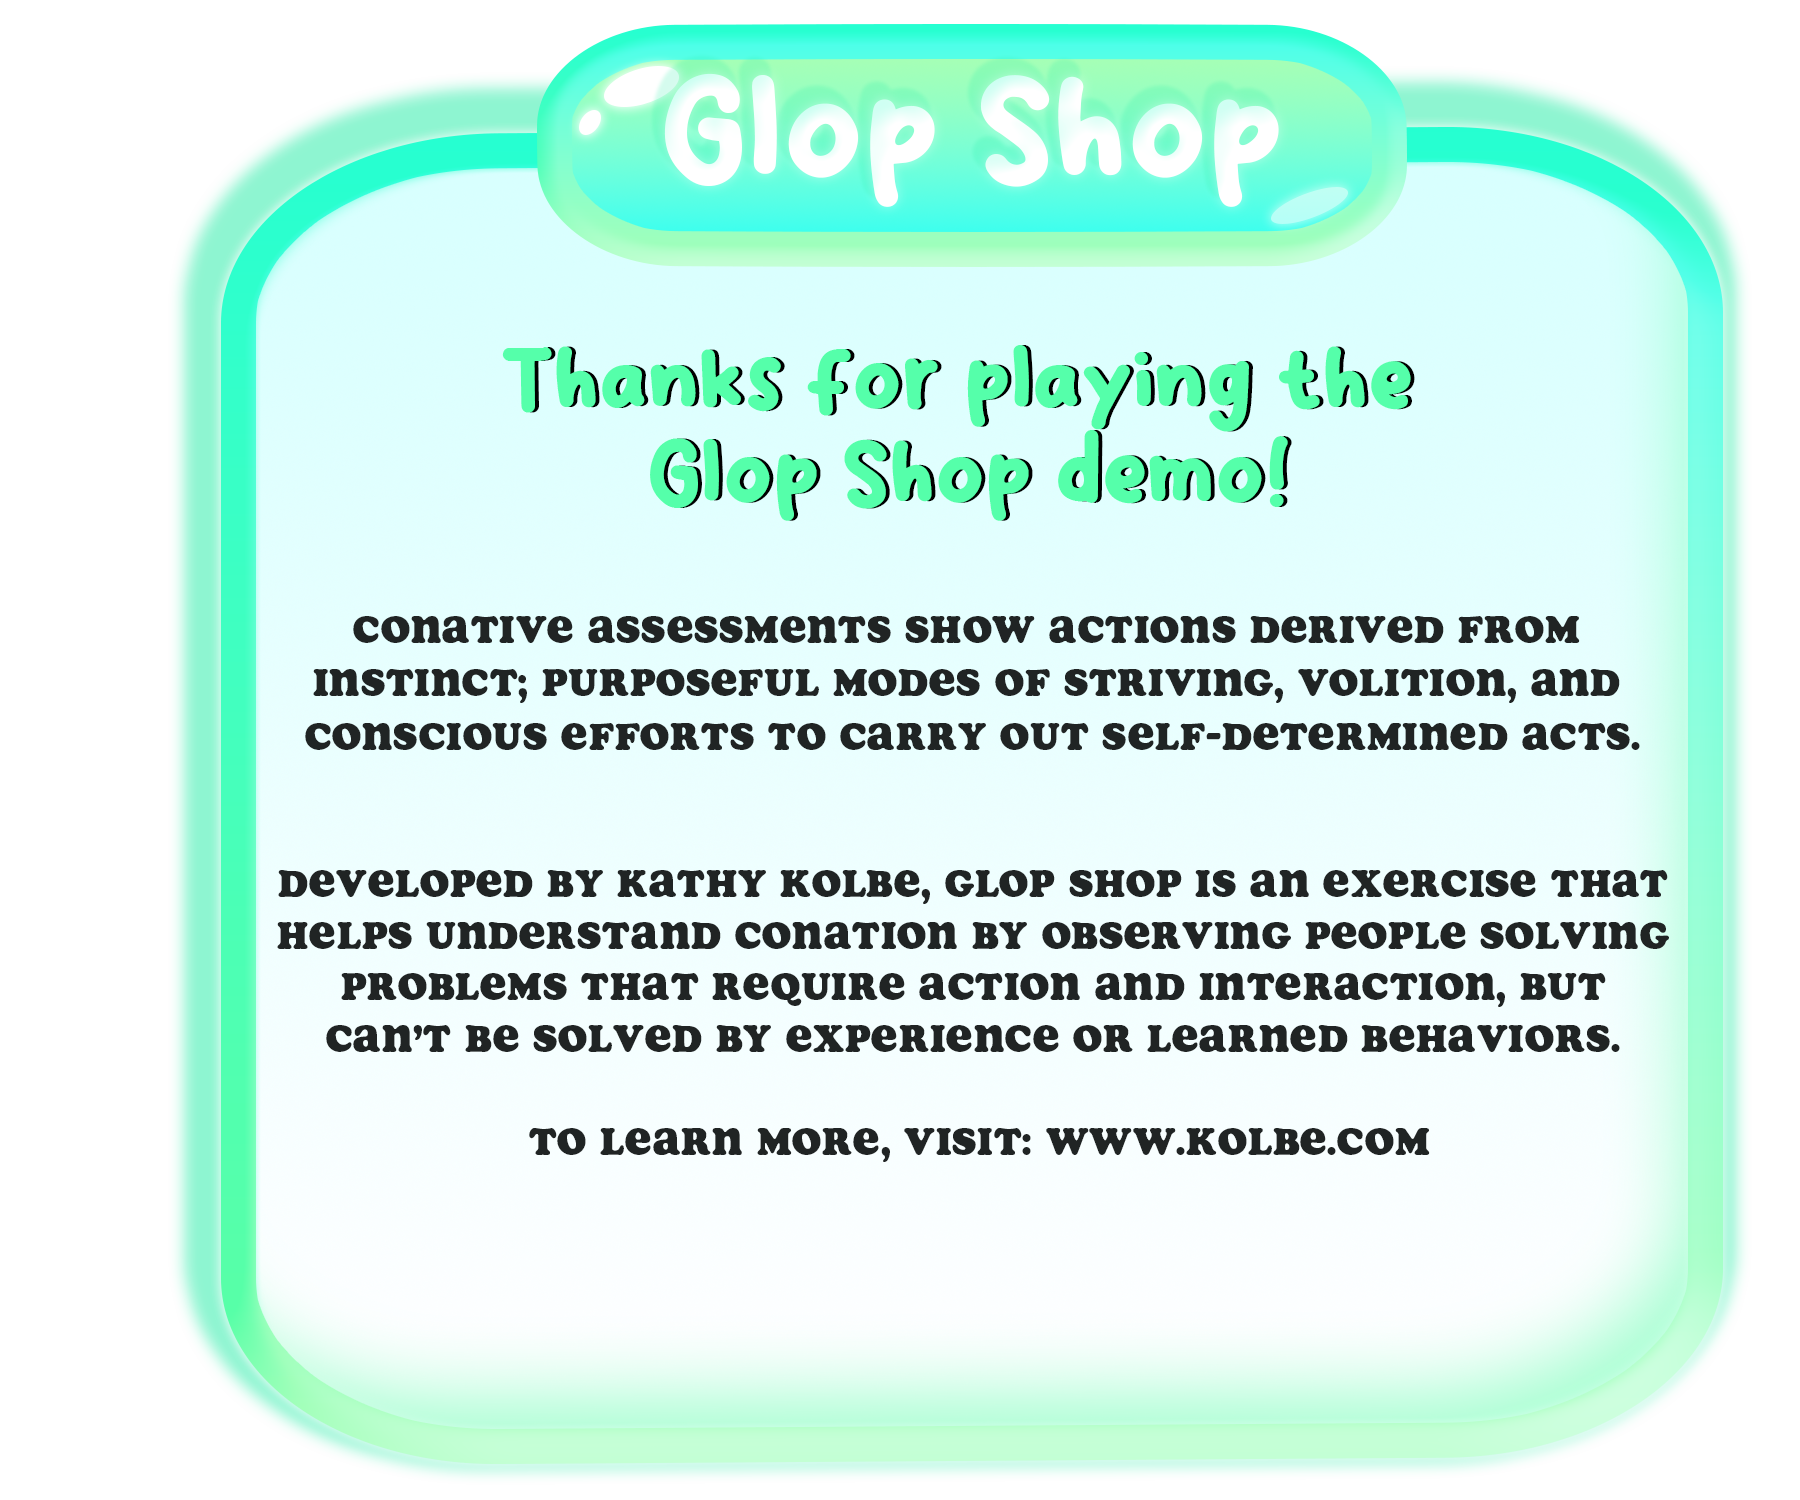 Glop Shop
Thanks for playing the
Glop Shop demo!
Conative assessments show actions derived from
instinct; purposeful modes of striving, volition, and
conscious efforts to carry out self-determined acts.
Developed by Kathy Kolbe, Glop Shop is an exercise that
helps understand conation by observing people solving
problems that require action and interaction, but
can’t be solved by experience or learned behaviors.
To learn more, visit: www.kolbe.com